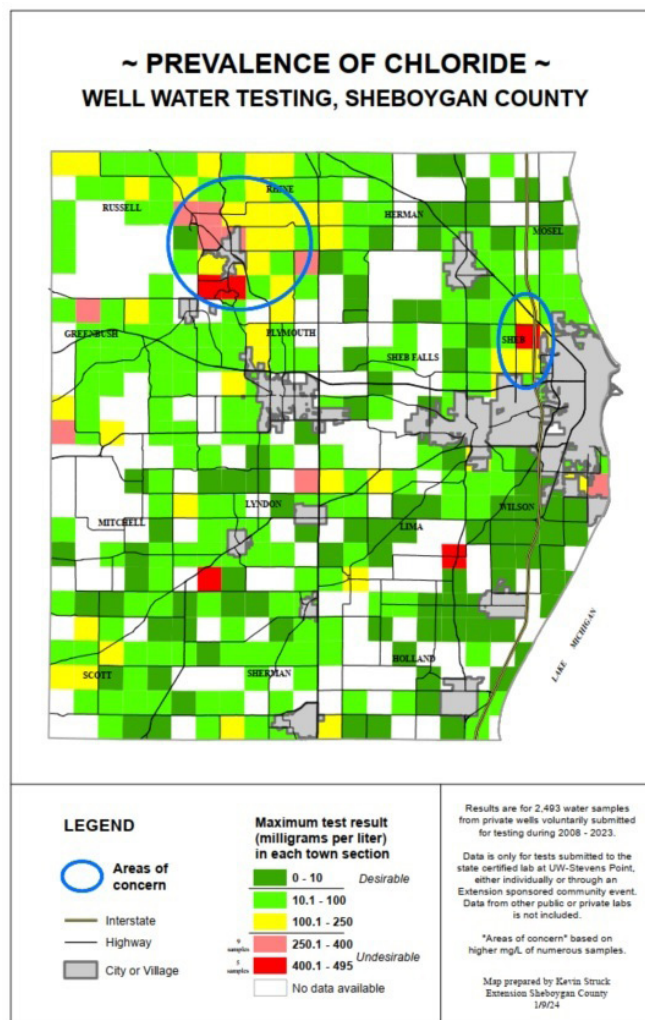 ~ PREVALENCE OF CHLORIDE ~
WELL WATER TESTING, SHEBOYGAN COUNTY
RHINE
RUSSELL
HERMAN
MOSEL
GREENBUSH
PLYMOUTH
SHEB
SHEB FALLS
LYNDON
WILSON
MITCHELL
LIMA
LAKE MICHIGAN
HOLLAND
SCOTT
SHERMAN
LEGEND
Areas of
concern
Interstate
Highway
City or Village
Maximum test result
(milligrams per liter)
in each town section
0 - 10
Desirable
10.1 - 100
100.1 - 250
9
samples
250.1 - 400
Undesirable
5
samples
400.1 - 495
No data available
Results are for 2,493 water samples
from private wells voluntarily submitted
for testing during 2008 - 2023.
Data is only for tests submitted to the
state certified lab at UW-Stevens Point,
either individually or through an
Extension sponsored community event.
Data from other public or private labs
is not included.
"Areas of concern" based on
higher mg/L of numerous samples.
Map prepared by Kevin Struck
Extension Sheboygan County
1/9/24